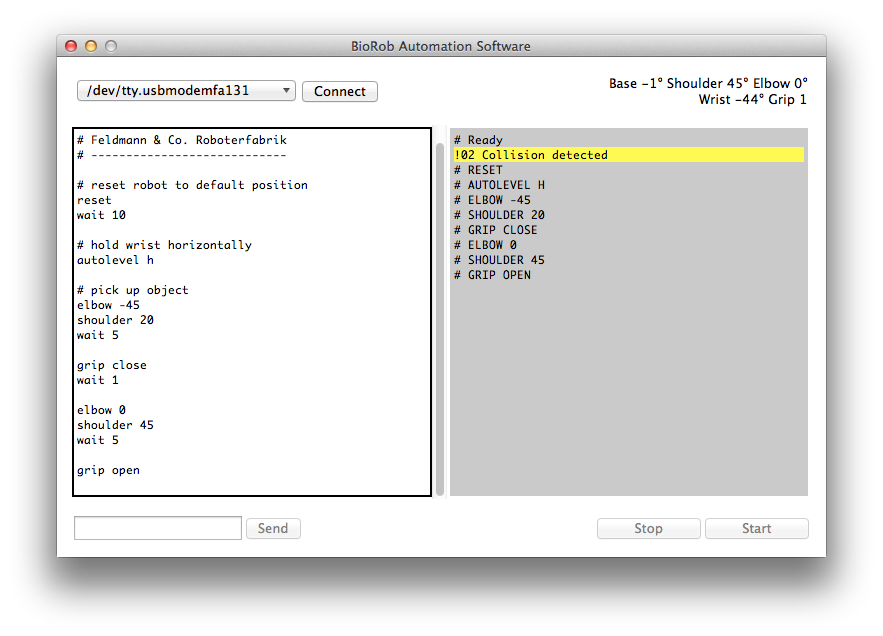 BioRob Automation Software
/dev/tty.usbmodemfa131
Connect
Base −1° Shoulder 45° Elbow 0°
Wrist −44° Grip 1
# Feldmann & Co. Roboterfabrik
# ----------------------------
# reset robot to default position
reset
wait 10
# hold wrist horizontally
autolevel h
# pick up object
elbow -45
shoulder 20
wait 5
grip close
wait 1
elbow 0
shoulder 45
wait 5
grip open
# Ready
!02 Collision detected
# RESET
# AUTOLEVEL H
# ELBOW -45
# SHOULDER 20
# GRIP CLOSE
# ELBOW 0
# SHOULDER 45
# GRIP OPEN
Send
Stop
Start